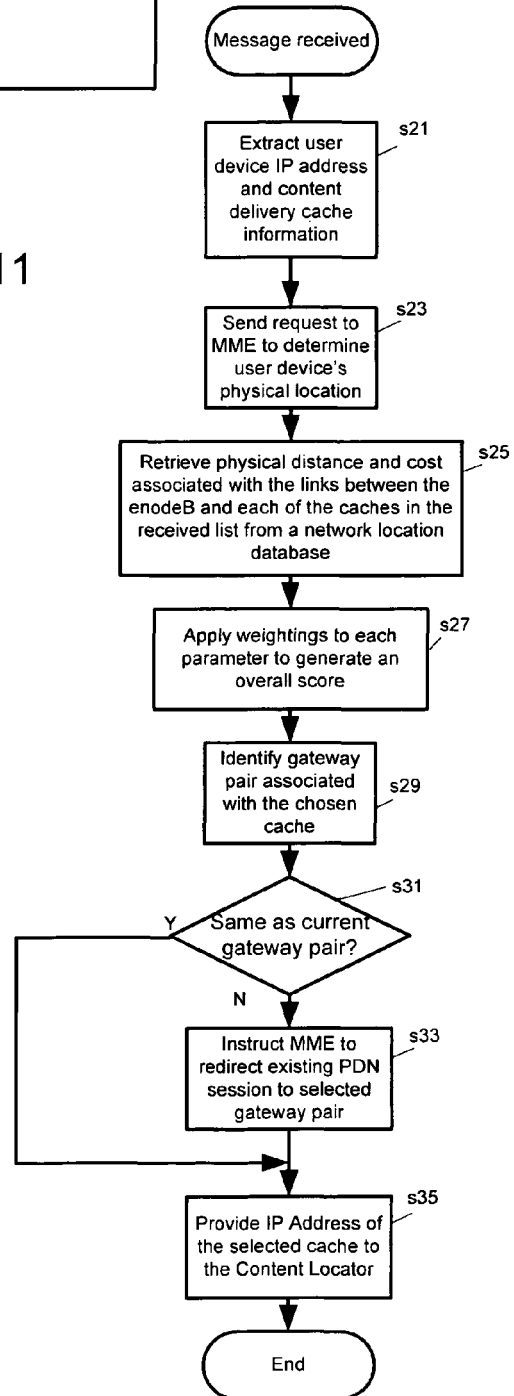 Message received
s21
Extract user
device IP address
and content
delivery cache
information
11
s23
Send request to
MME to determine
user device's
physical location
s25
Retrieve physical distance and cost
associated with the links between the
enodeB and each of the caches in the
received list from a network location
database
s27
Apply weightings to each
parameter to generate an
overall score
Identify gateway
pair associated
with the chosen
cache
s29
s31
Y
Same as current
gateway pair?
N
s33
Instruct MME to
redirect existing PDN
session to selected
gateway pair
s35
Provide IP Address of
the selected cache to
the Content Locator
End